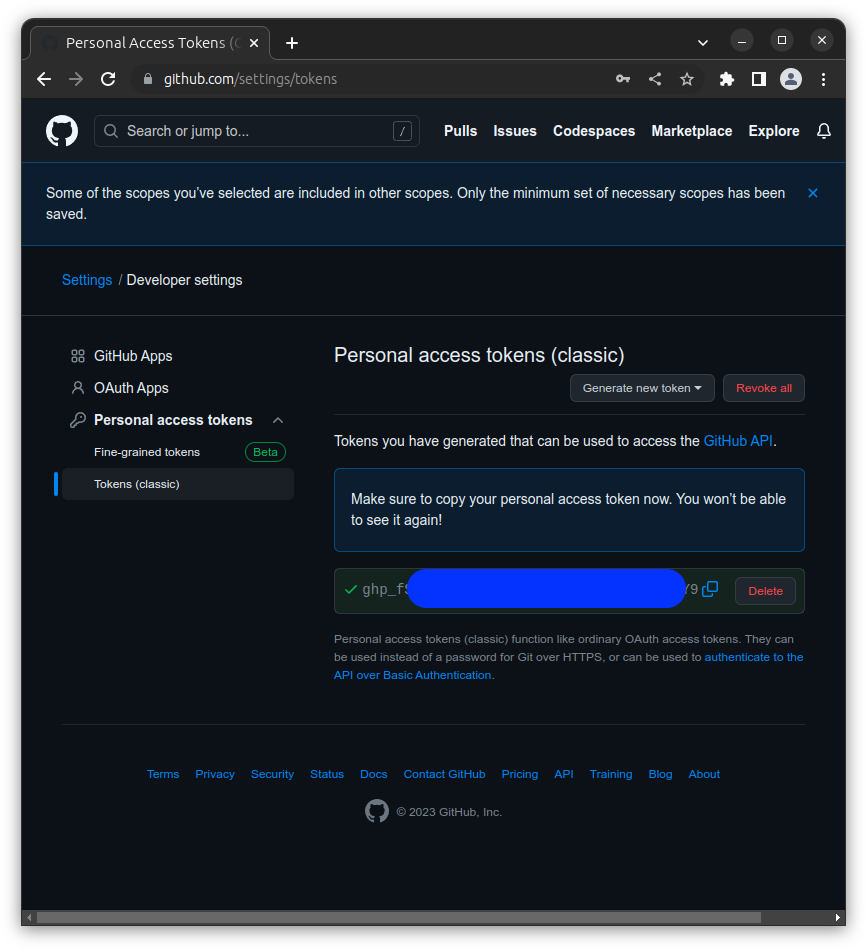 Personal Access Tokens (C
github.com/settings/tokens
Search or jump to...
/
Pulls
Issues
Codespaces
Marketplace
Explore
Some of the scopes you’ve selected are included in other scopes. Only the minimum set of necessary scopes has been
saved.
Settings / Developer settings
GitHub Apps
OAuth Apps
Personal access tokens
Fine-grained tokens
Beta
Tokens (classic)
Personal access tokens (classic)
Generate new token
Revoke all
Tokens you have generated that can be used to access the GitHub API.
Make sure to copy your personal access token now. You won’t be able
to see it again!
ghp_fS Y9
Delete
Personal access tokens (classic) function like ordinary OAuth access tokens. They can
be used instead of a password for Git over HTTPS, or can be used to authenticate to the
API over Basic Authentication.
Terms
Privacy
Security
Status
Docs
Contact GitHub
Pricing
API
Training
Blog
About
© 2023 GitHub, Inc.